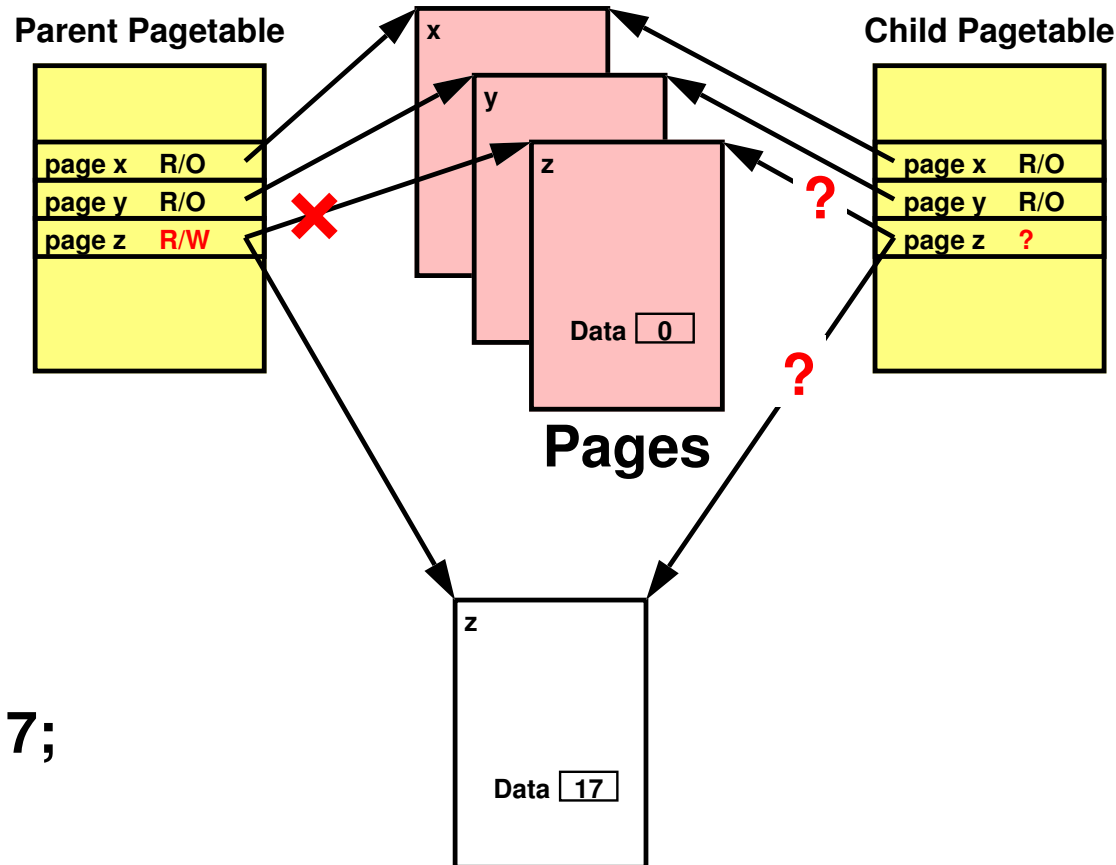 Parent Pagetable
Child Pagetable
x
y
z
page x R/O
page y R/O
page z R/W
page x R/O
page y R/O
page z ?
?
?
Data 0
Pages
z
7;
Data 17